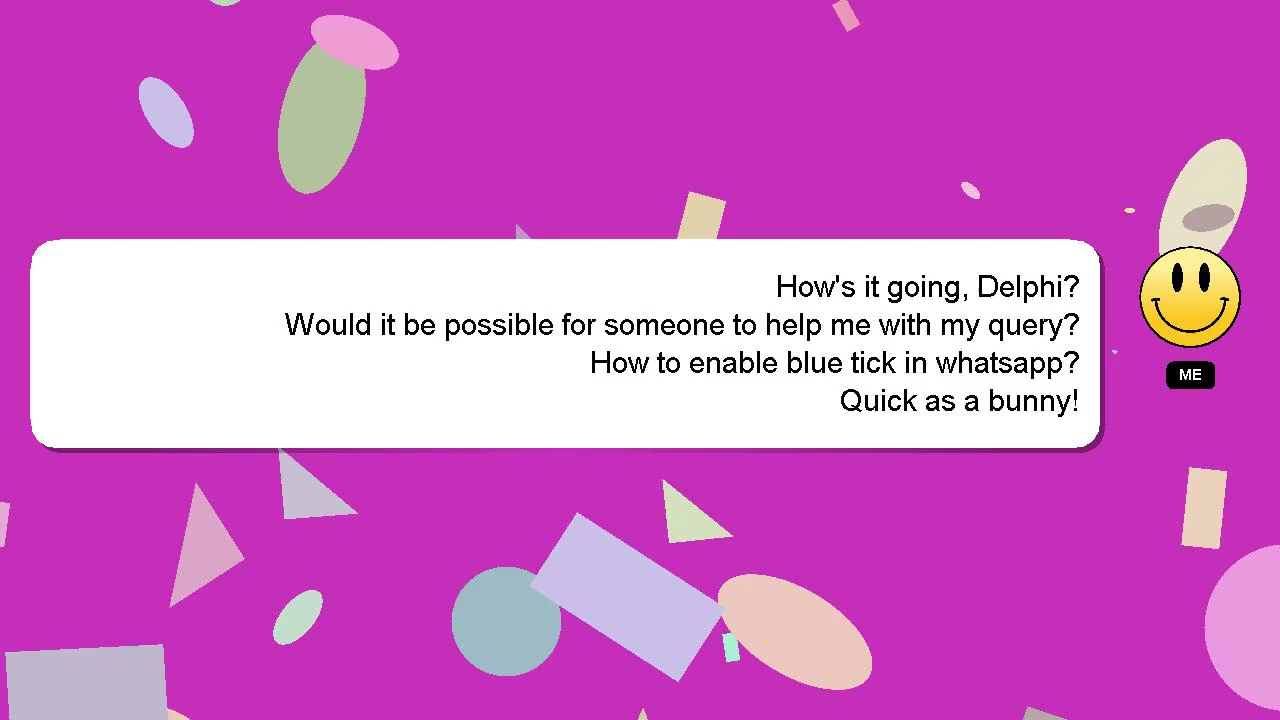 How's it going, Delphi?
Would it be possible for someone to help me with my query?
How to enable blue tick in whatsapp?
Quick as a bunny!
ME